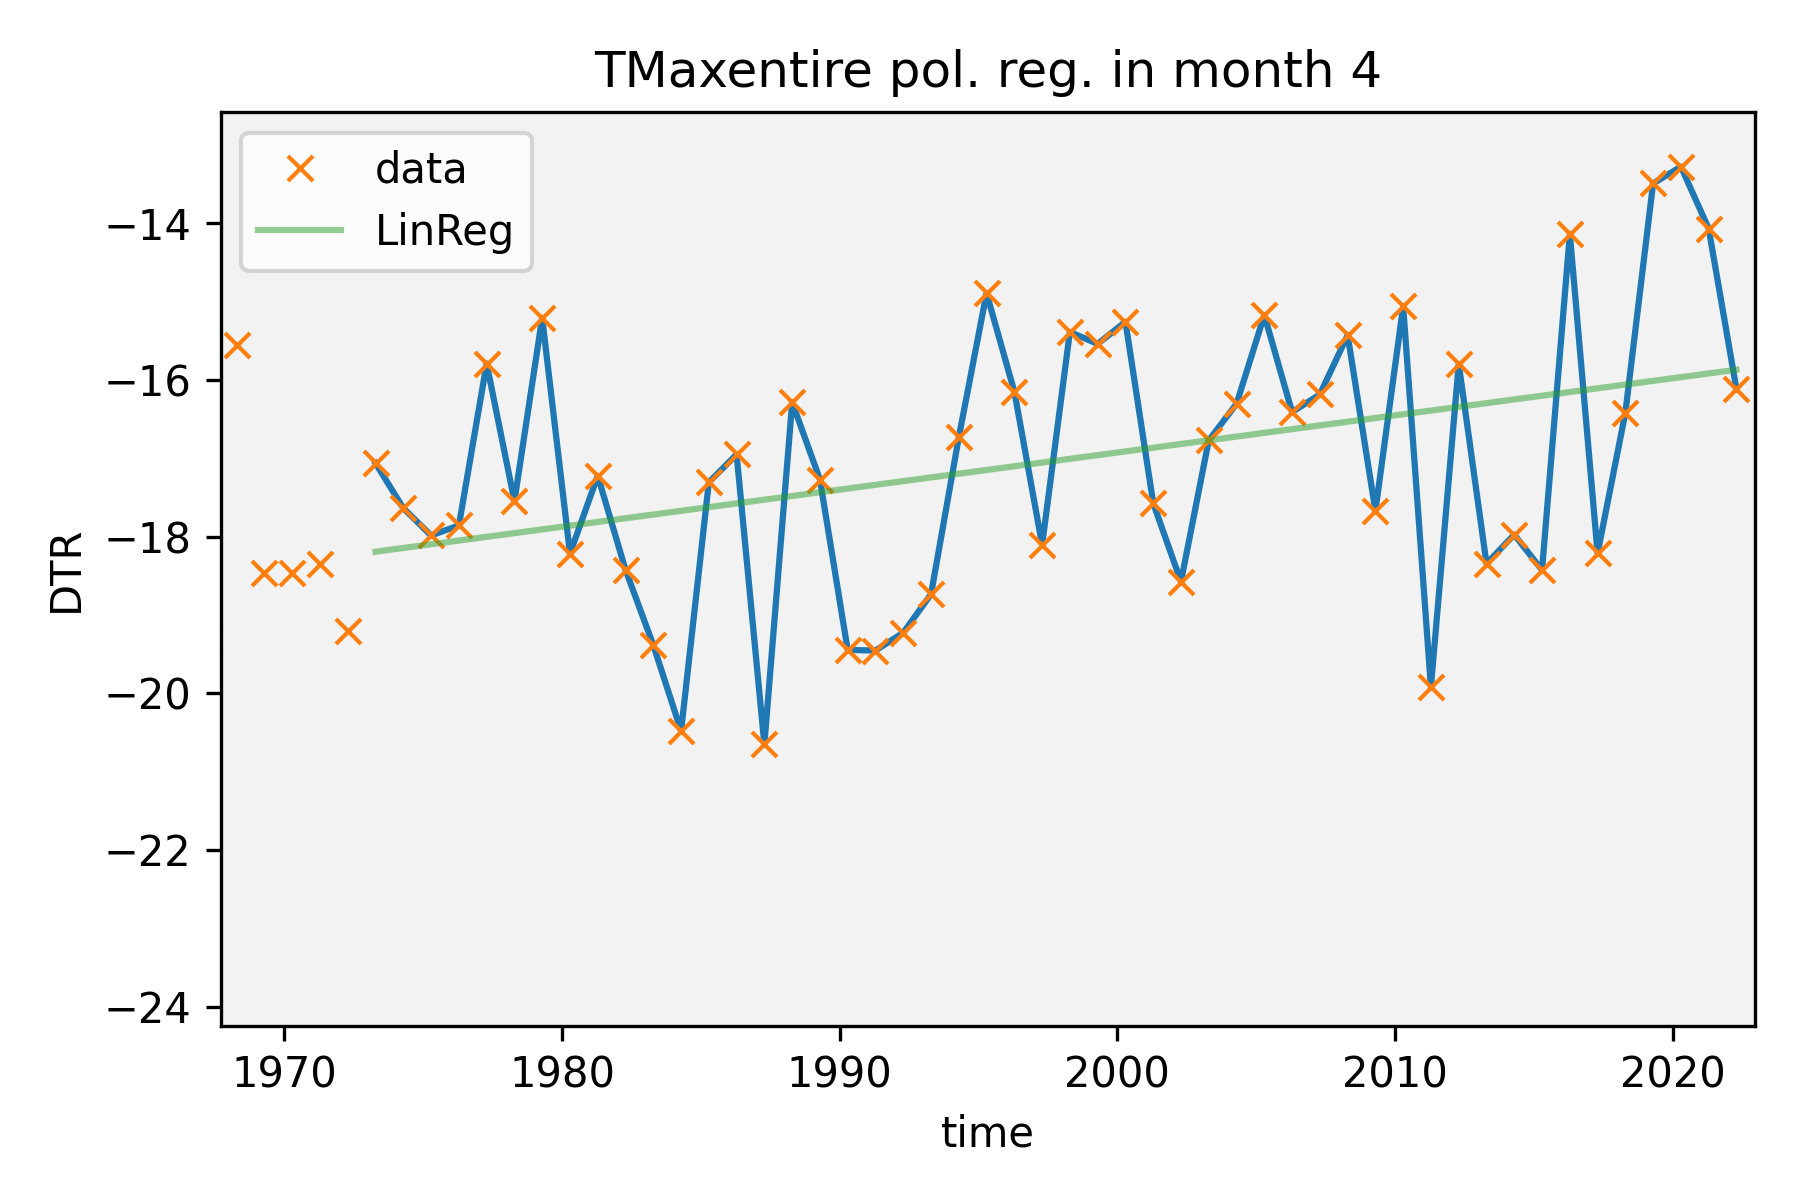 TMaxentire pol. reg. in month 4
data
LinReg
−14
−16
−18
−20
−22
−24
DTR
1970 1980 1990 2000 2010 2020
time